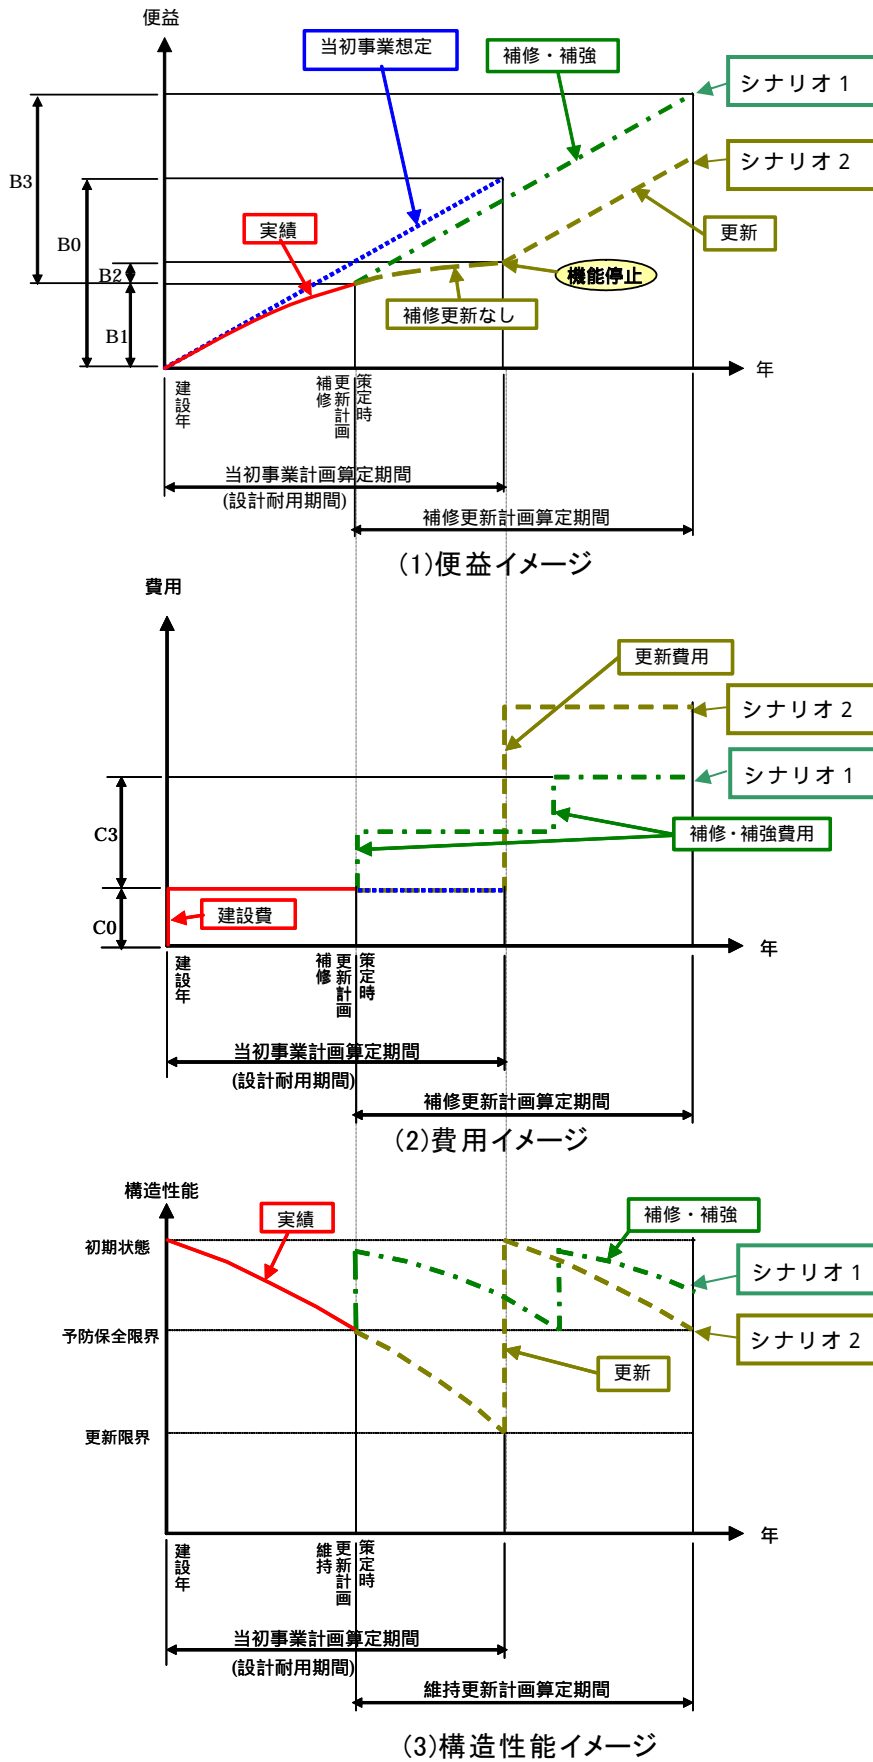 便益
当初事業想定
補修・補強
シナリオ1
シナリオ2
B3
B0
B2
B1
実績
更新
機能停止
補修更新なし
年
建設年
補修
更新計画
策定時
当初事業計画算定期間
(設計耐用期間)
補修更新計画算定期間
(1)便益イメージ
費用
更新費用
シナリオ2
シナリオ1
C3
補修・補強費用
C0
建設費
年
建設年
補修
更新計画
策定時
当初事業計画算定期間
(設計耐用期間)
補修更新計画算定期間
(2)費用イメージ
構造性能
実績
補修・補強
初期状態
シナリオ1
予防保全限界
シナリオ2
更新
更新限界
年
建設年
維持
更新計画
策定時
当初事業計画算定期間
(設計耐用期間)
維持更新計画算定期間
(3)構造性能イメージ